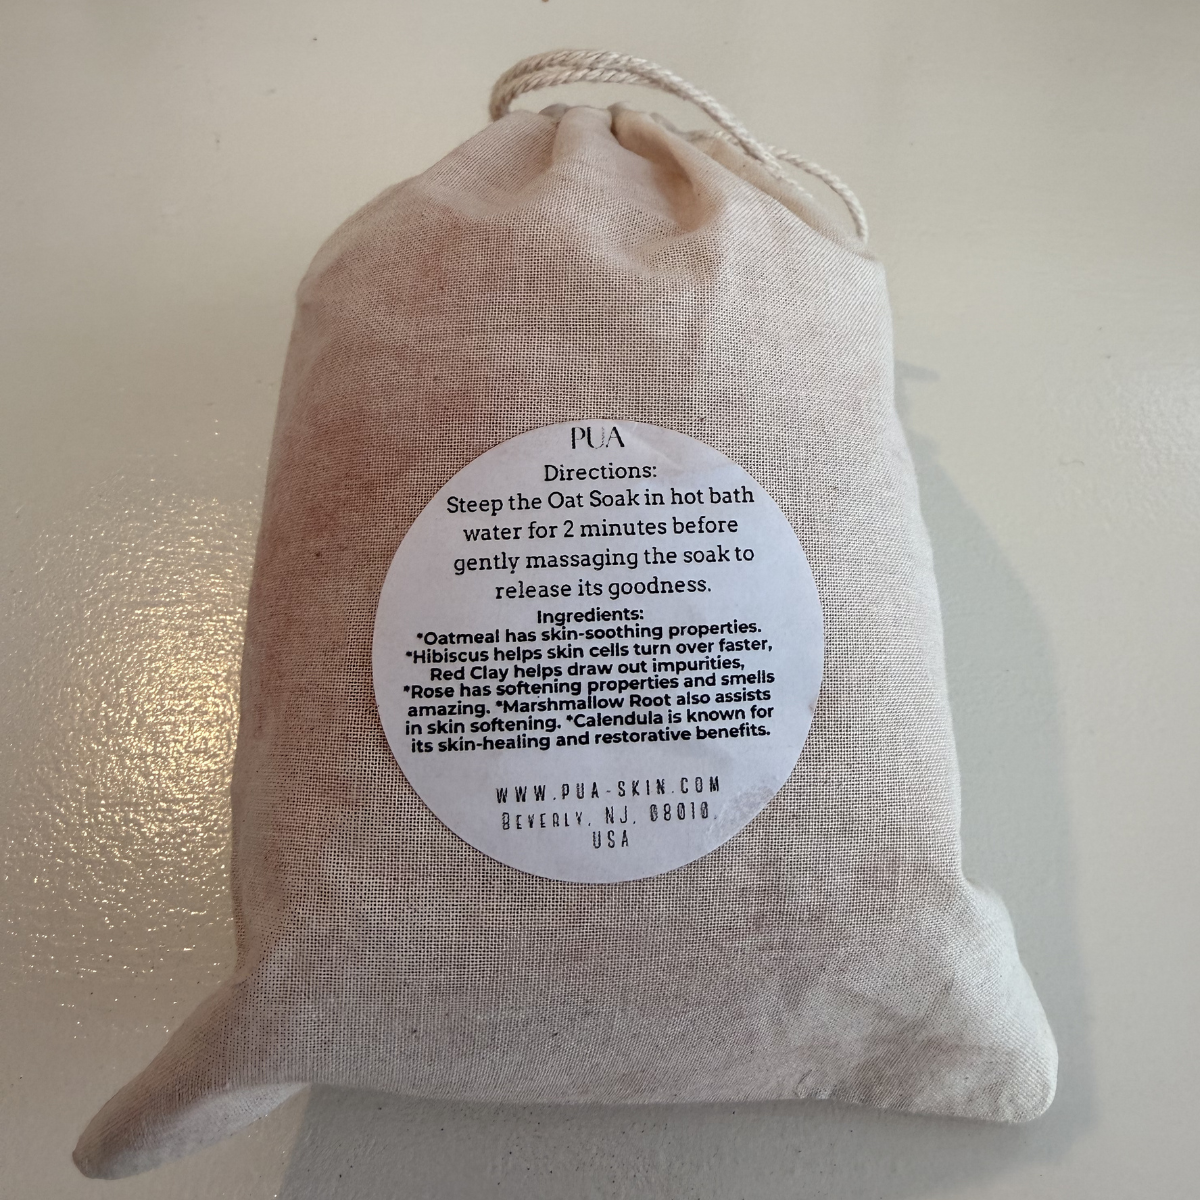 PUA
Directions:
Steep the Oat Soak in hot bath
water for 2 minutes before
gently massaging the soak to
release its goodness.
Ingredients:
*Oatmeal has skin-soothing properties.
*Hibiscus helps skin cells turn over faster,
Red Clay helps draw out impurities,
*Rose has softening properties and smells
amazing. *Marshmallow Root also assists
in skin softening. *Calendula is known for
its skin-healing and restorative benefits.
WWW.PUA-SKIN.COM
BEVERLY, NJ, 08010,
USA